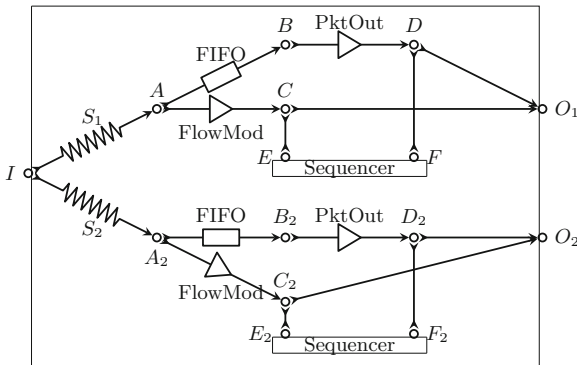 B PktOut D
FIFO
A C
S1 FlowMod O1
E Sequencer F
I
S2 FIFO B2 PktOut D2
A2 O2
FlowMod C2
E2 Sequencer F2